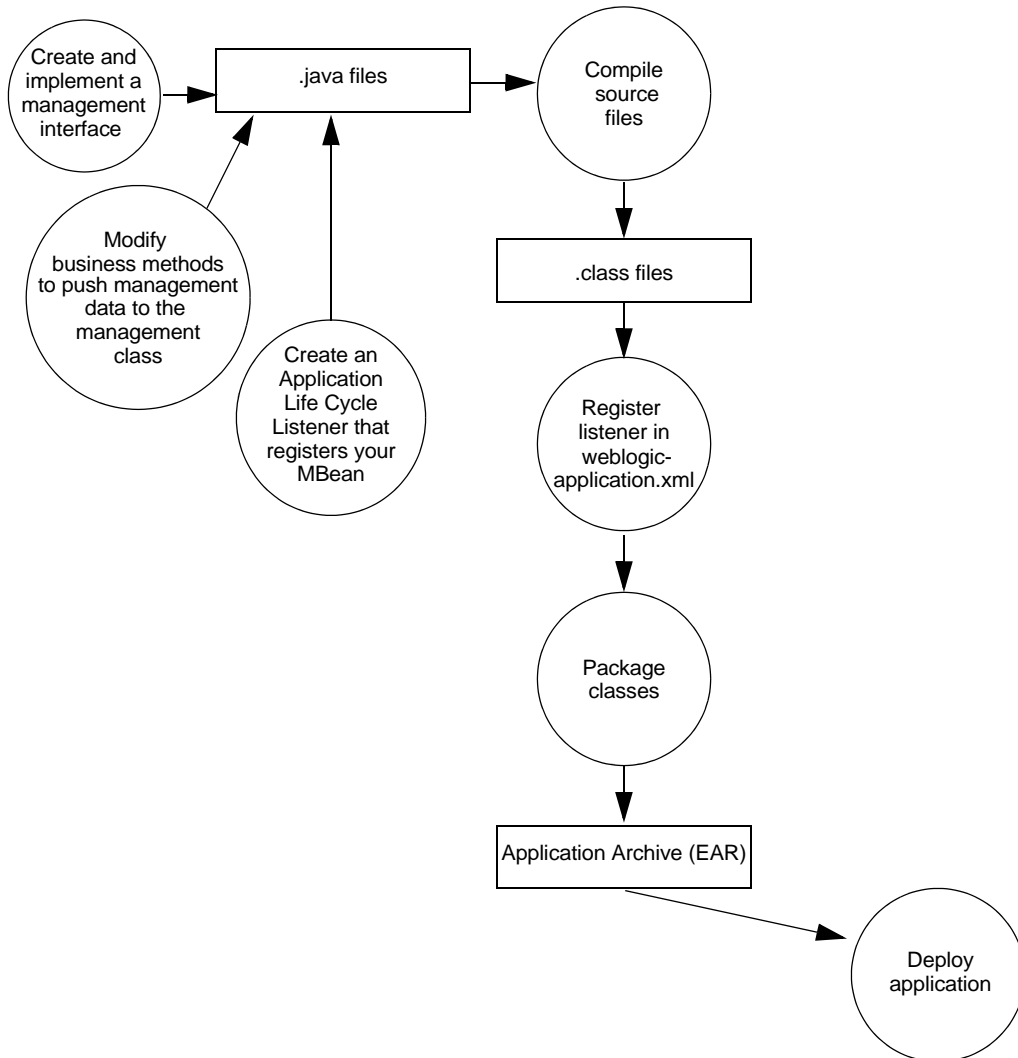 Create and
implement a
management
interface
.java files
Compile
source
files
Modify
business methods
to push management
data to the
management
class
.class files
Create an
Application
Life Cycle
Listener that
registers your
MBean
Register
listener in
weblogic-
application.xml
Package
classes
Application Archive (EAR)
Deploy
application